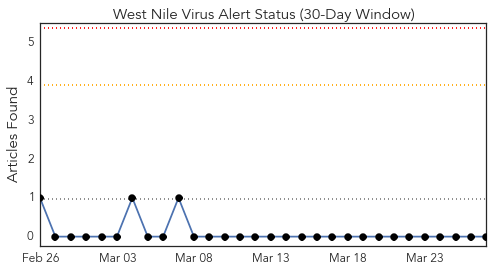 West Nile Virus Alert Status (30-Day Window)
Articles Found
5
4
3
2
1
0
Feb 26 Mar 03 Mar 08 Mar 13 Mar 18 Mar 23